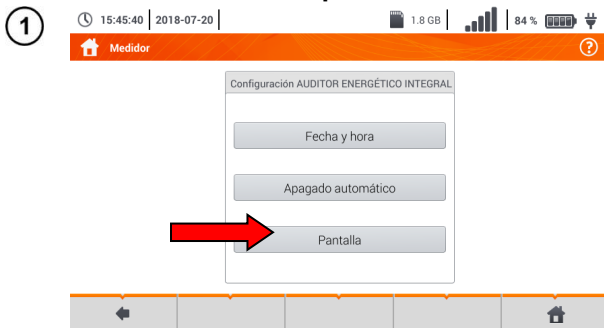 1
15:45:40 2018-07-20 1.8 GB 84 %
Medidor ?
Configuración AUDITOR ENERGÉTICO INTEGRAL
Fecha y hora
Apagado automático
Pantalla